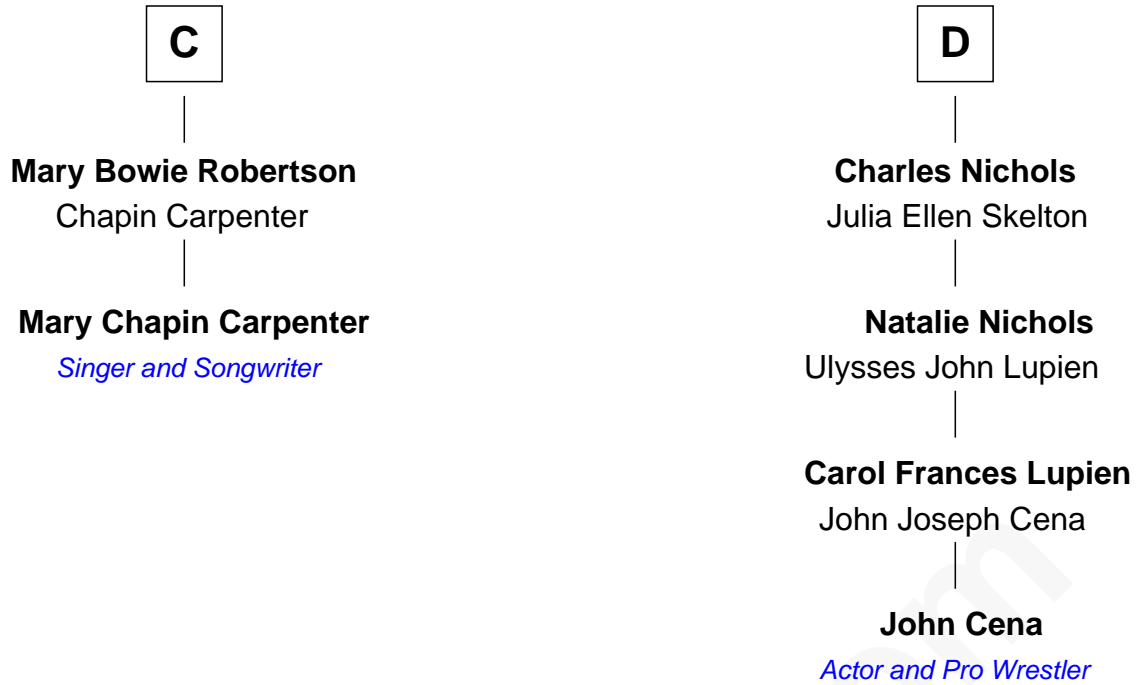 C
Mary Bowie Robertson
Chapin Carpenter
Mary Chapin Carpenter
Singer and Songwriter
D
Charles Nichols
Julia Ellen Skelton
Natalie Nichols
Ulysses John Lupien
Carol Frances Lupien
John Joseph Cena
John Cena
Actor and Pro Wrestler